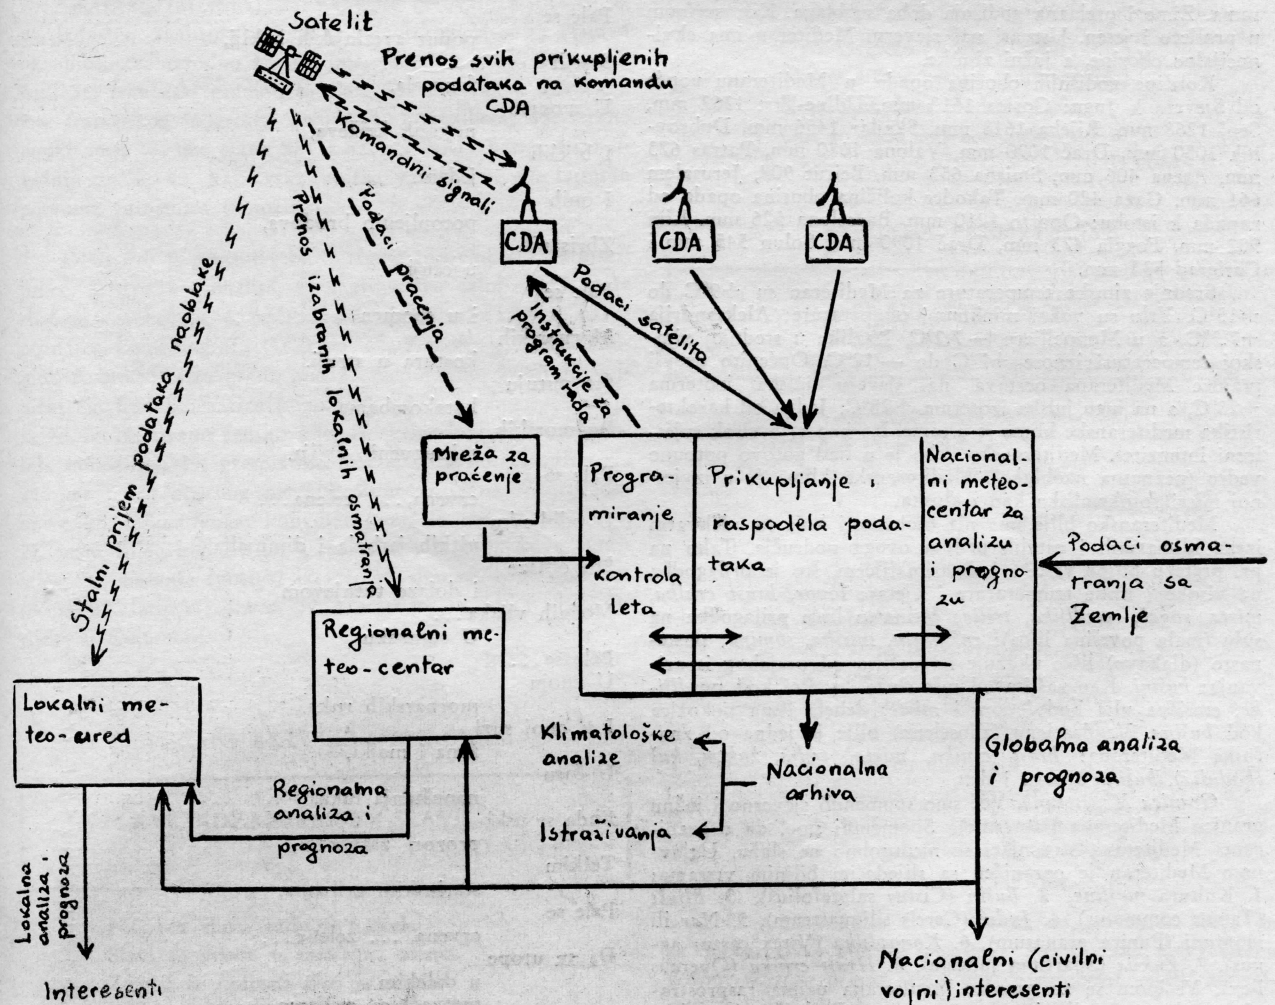 Satelit
Prenos svih prikupljenih
podataka na komandu
CDA
Komandni signali
Podaci praćenja
Prenos izabranih lokalnih osmatranja
Stalni prijem podataka naoblake
CDA
CDA
CDA
Podaci satelita
instrukcije za
program rada
Mreža za
praćenje
Progra-
miranje
kontrola
leta
Prikupljanje i
raspadela poda-
taka
Nacional-
ni meteo-
centar za
analizu
i progno
zu
Podaci osma-
tranja sa
Zemlje
Regionalni me-
teo-centar
Lokalni me-
teo-ured
Klimatološke
analize
Istraživanja
Nacionalna
arhiva
Globalna analiza
i prognoza
Regionalna
analiza i
prognoza
Lokalna
analiza i
prognoza
Interesenti
Nacionalni (civilni
vojni) interesenti